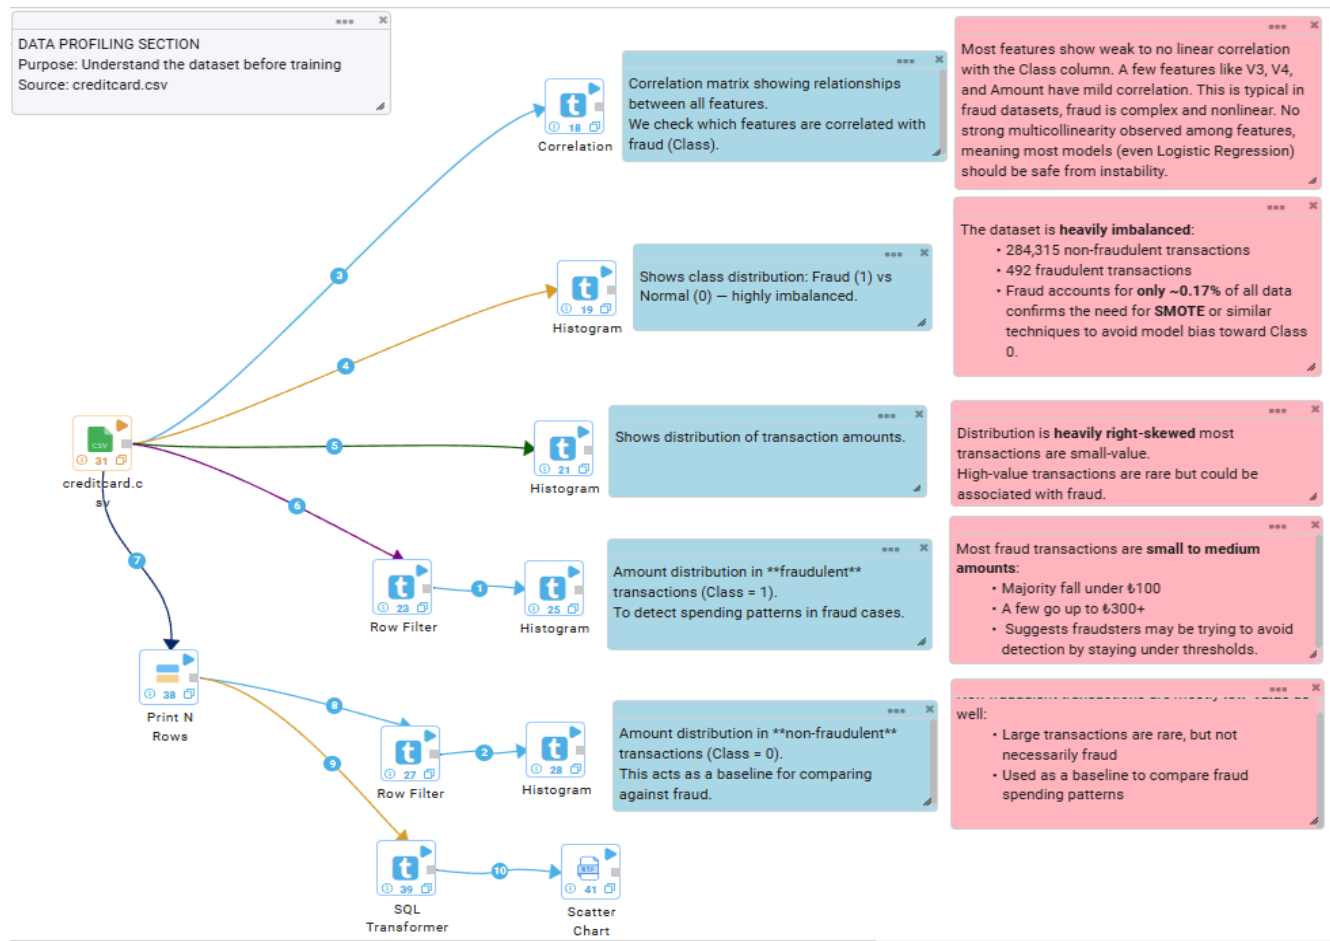 DATA PROFILING SECTION
Purpose: Understand the dataset before training
Source: creditcard.csv
t
18
Correlation
Correlation matrix showing relationships
between all features.
We check which features are correlated with
fraud (Class).
Most features show weak to no linear correlation
with the Class column. A few features like V3, V4,
and Amount have mild correlation. This is typical in
fraud datasets, fraud is complex and nonlinear. No
strong multicollinearity observed among features,
meaning most models (even Logistic Regression)
should be safe from instability.
3
t
19
Histogram
Shows class distribution: Fraud (1) vs
Normal (0) — highly imbalanced.
The dataset is heavily imbalanced:
• 284,315 non-fraudulent transactions
• 492 fraudulent transactions
• Fraud accounts for only ~0.17% of all data
confirms the need for SMOTE or similar
techniques to avoid model bias toward Class
0.
4
CSV
31
creditcard.c
sv
5
t
21
Histogram
Shows distribution of transaction amounts.
Distribution is heavily right-skewed most
transactions are small-value.
High-value transactions are rare but could be
associated with fraud.
6
7
t
23
Row Filter
1
t
25
Histogram
Amount distribution in **fraudulent**
transactions (Class = 1).
To detect spending patterns in fraud cases.
Most fraud transactions are small to medium
amounts:
• Majority fall under ₺100
• A few go up to ₺300+
• Suggests fraudsters may be trying to avoid
detection by staying under thresholds.
38
Print N
Rows
8
9
t
27
Row Filter
2
t
28
Histogram
Amount distribution in **non-fraudulent**
transactions (Class = 0).
This acts as a baseline for comparing
against fraud.
well:
• Large transactions are rare, but not
necessarily fraud
• Used as a baseline to compare fraud
spending patterns
t
39
SQL
Transformer
10
RTF
41
Scatter
Chart